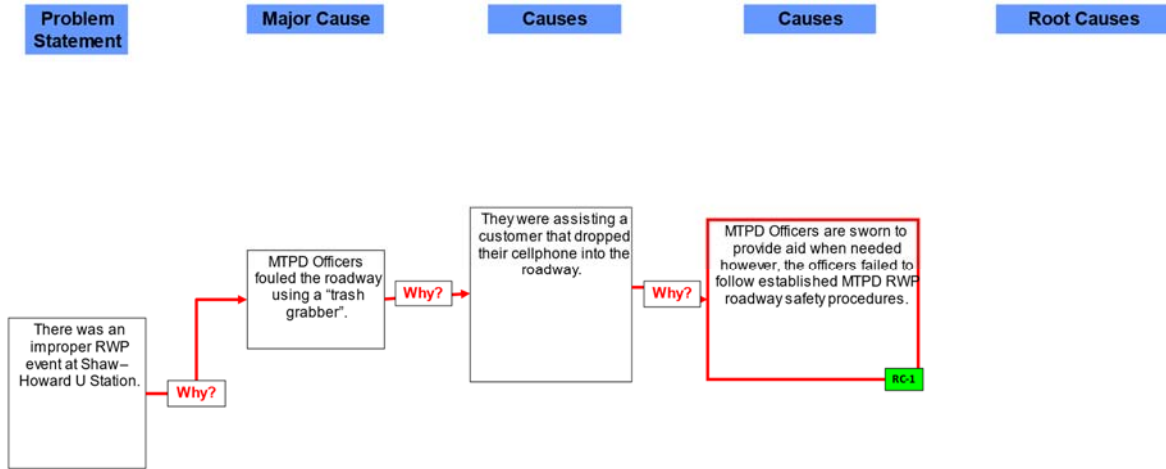 Problem
Statement
Major Cause
Causes
Causes
Root Causes
There was an
improper RWP
event at Shaw–
Howard U Station.
Why?
MTPD Officers
fouled the roadway
using a “trash
grabber”.
Why?
They were assisting a
customer that dropped
their cellphone into the
roadway.
Why?
MTPD Officers are sworn to
provide aid when needed
however, the officers failed to
follow established MTPD RWP
roadway safety procedures.
RC-1